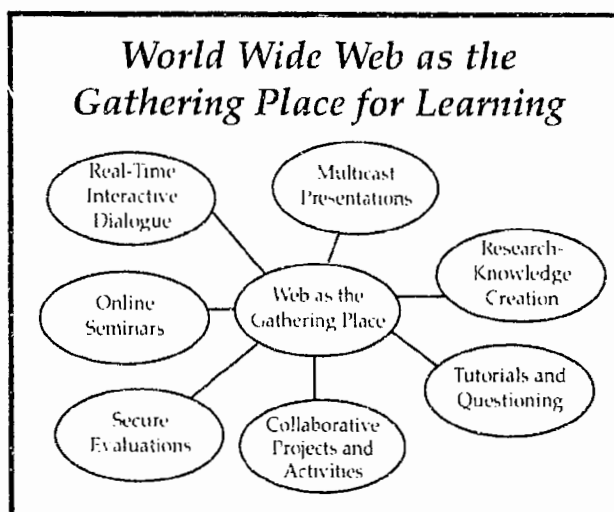 World Wide Web as the
Gathering Place for Learning
Real-Time
Interactive
Dialogue
Multicast
Presentations
Research-
Knowledge
Creation
Web as the
Gathering Place
Online
Seminars
Tutorials and
Questioning
Secure
Evaluations
Collaborative
Projects and
Activities